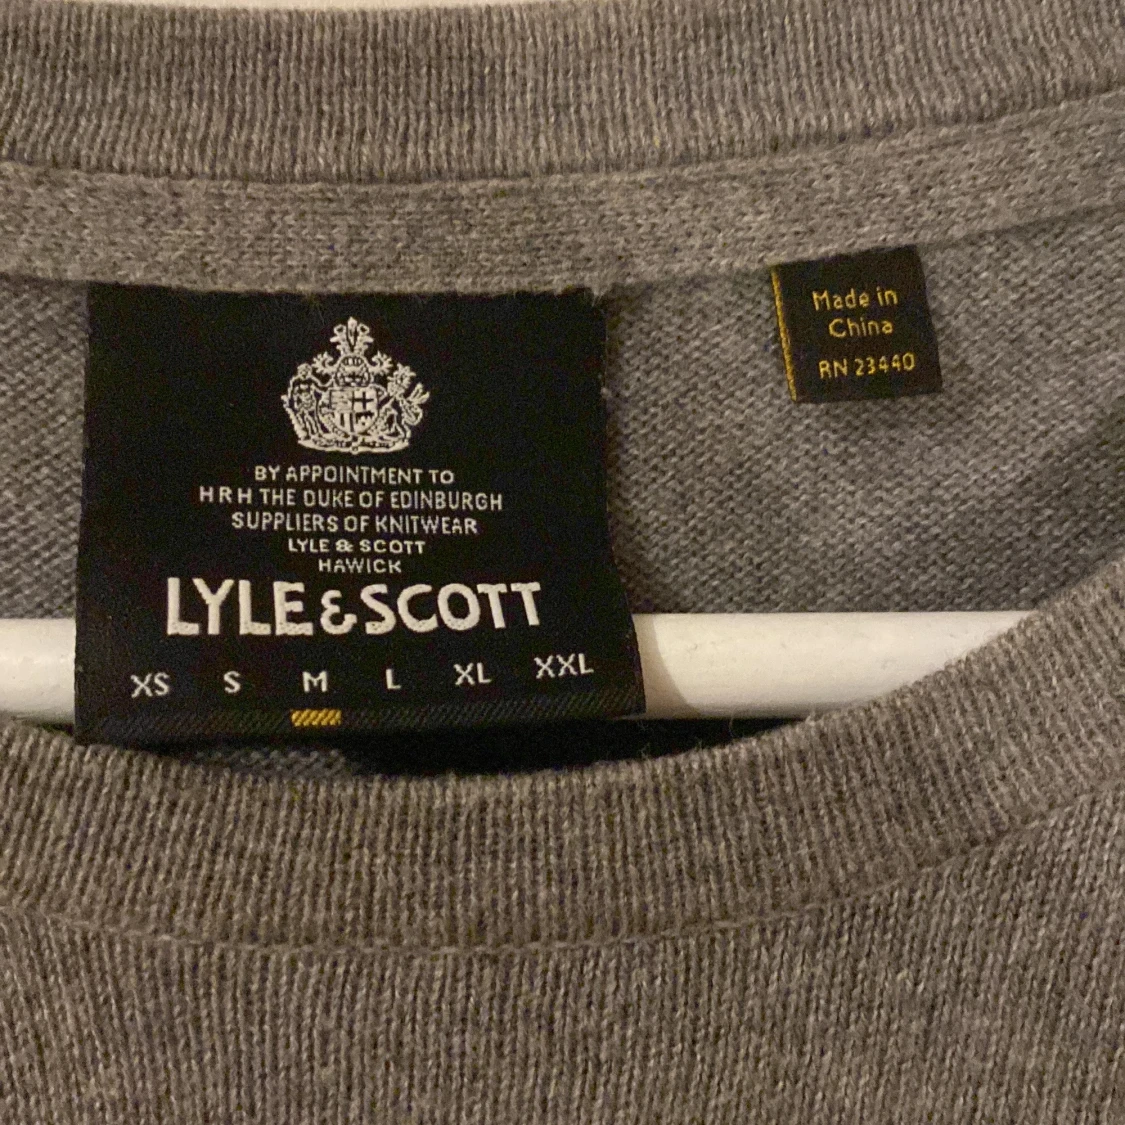 BY APPOINTMENT TO
HRH THE DUKE OF EDINBURGH
SUPPLIERS OF KNITWEAR
LYLE & SCOTT
HAWICK
LYLE & SCOTT
XS S M L XL XXL
Made in
China
RN 23440